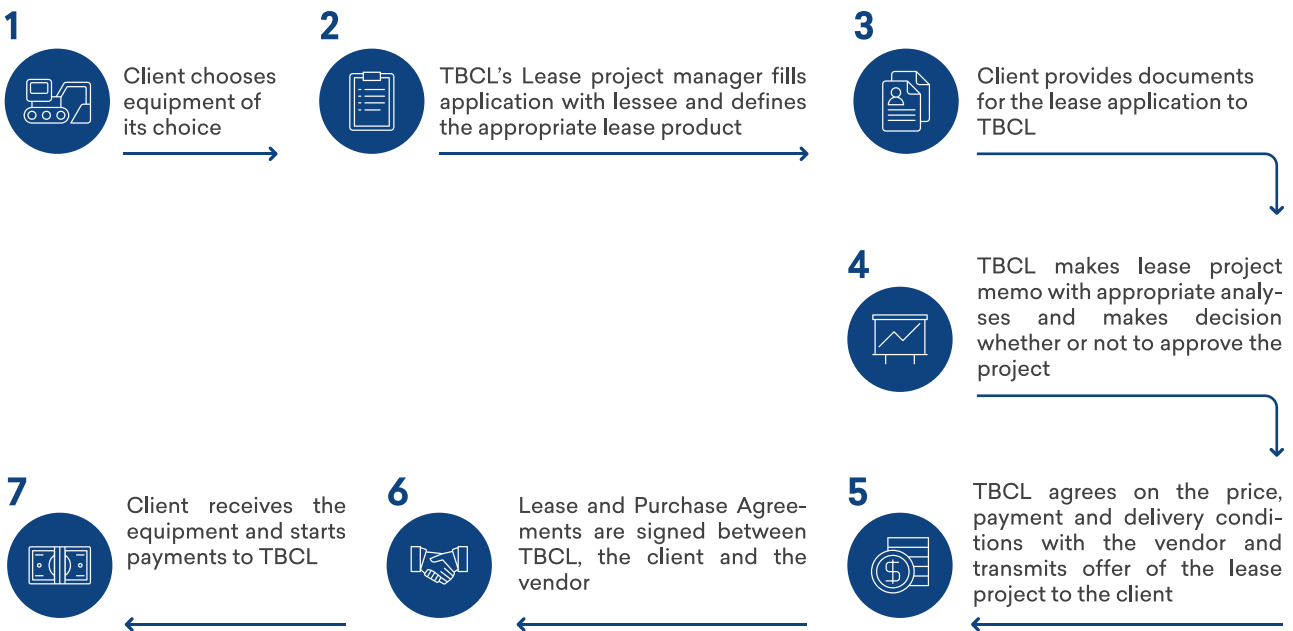 1
Client chooses
equipment of
its choice
2
TBCL's Lease project manager fills
application with lessee and defines
the appropriate lease product
3
Client provides documents
for the lease application to
TBCL
4
TBCL makes lease project
memo with appropriate analy-
ses and makes decision
whether or not to approve the
project
5
TBCL agrees on the price,
payment and delivery condi-
tions with the vendor and
transmits offer of the lease
project to the client
$
6
Lease and Purchase Agree-
ments are signed between
TBCL, the client and the
vendor
7
Client receives the
equipment and starts
payments to TBCL